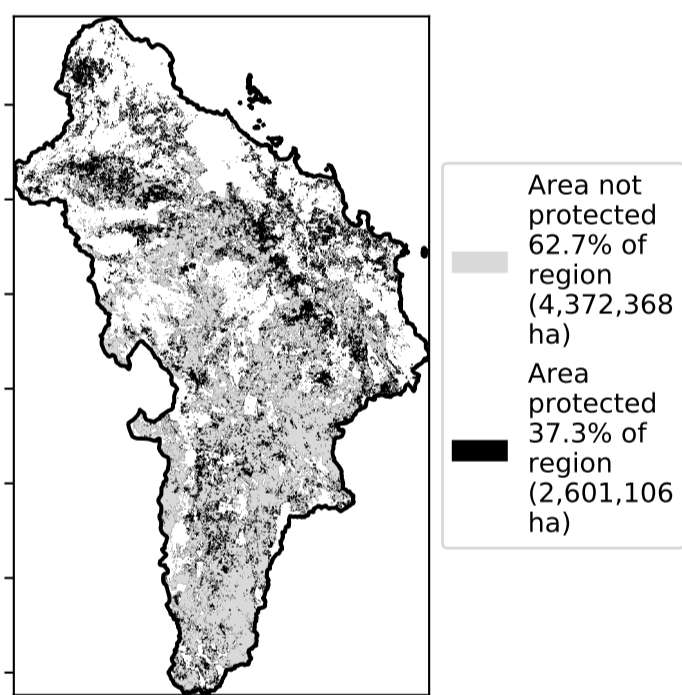 Area not
protected
62.7% of
region
(4,372,368
ha)
Area
protected
37.3% of
region
(2,601,106
ha)